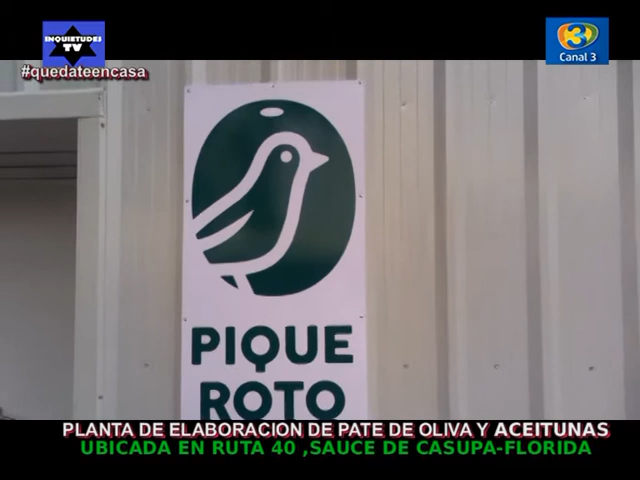 INQUIETUDES
TV
#quedateencasa
3
Canal 3
PIQUE
ROTO
PLANTA DE ELABORACION DE PATE DE OLIVA Y ACEITUNAS
UBICADA EN RUTA 40 ,SAUCE DE CASUPA-FLORIDA